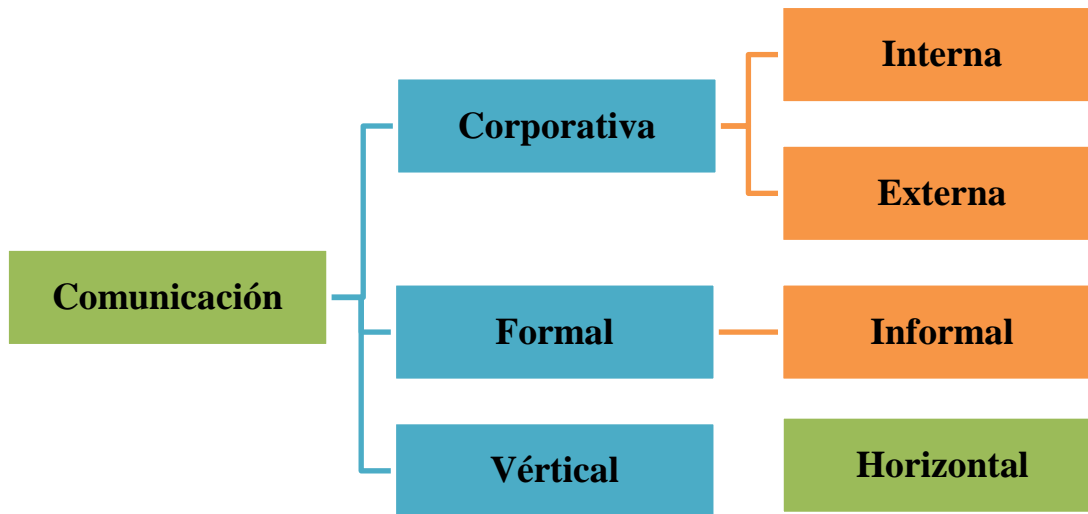 Comunicación
Corporativa
Interna
Externa
Formal
Informal
Vértical
Horizontal